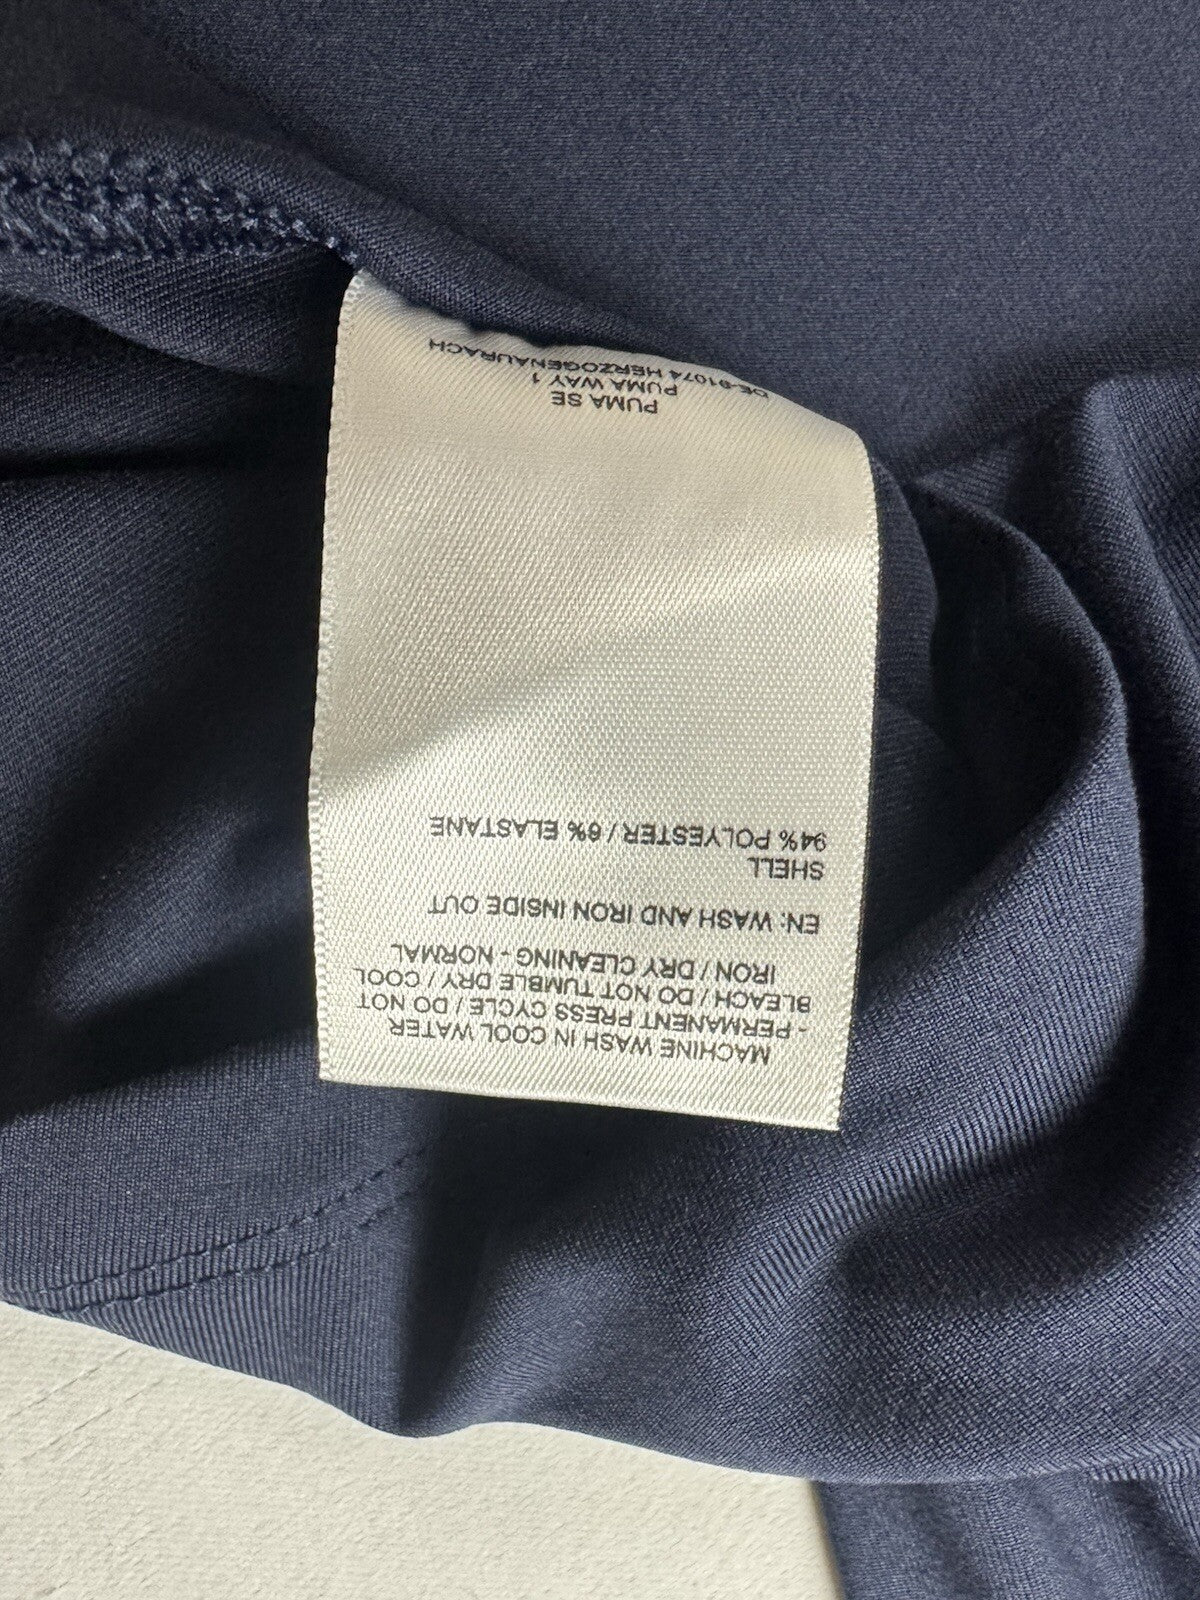 MACHINE WASH IN COOL WATER
- PERMANENT PRESS CYCLE / DO NOT
BLEACH / DO NOT TUMBLE DRY / COOL
IRON / DRY CLEANING - NORMAL
EN: WASH AND IRON INSIDE OUT
SHELL
94% POLYESTER / 6% ELASTANE
PUMA SE
PUMA WAY 1
DE-91074 HERZOGENAURACH